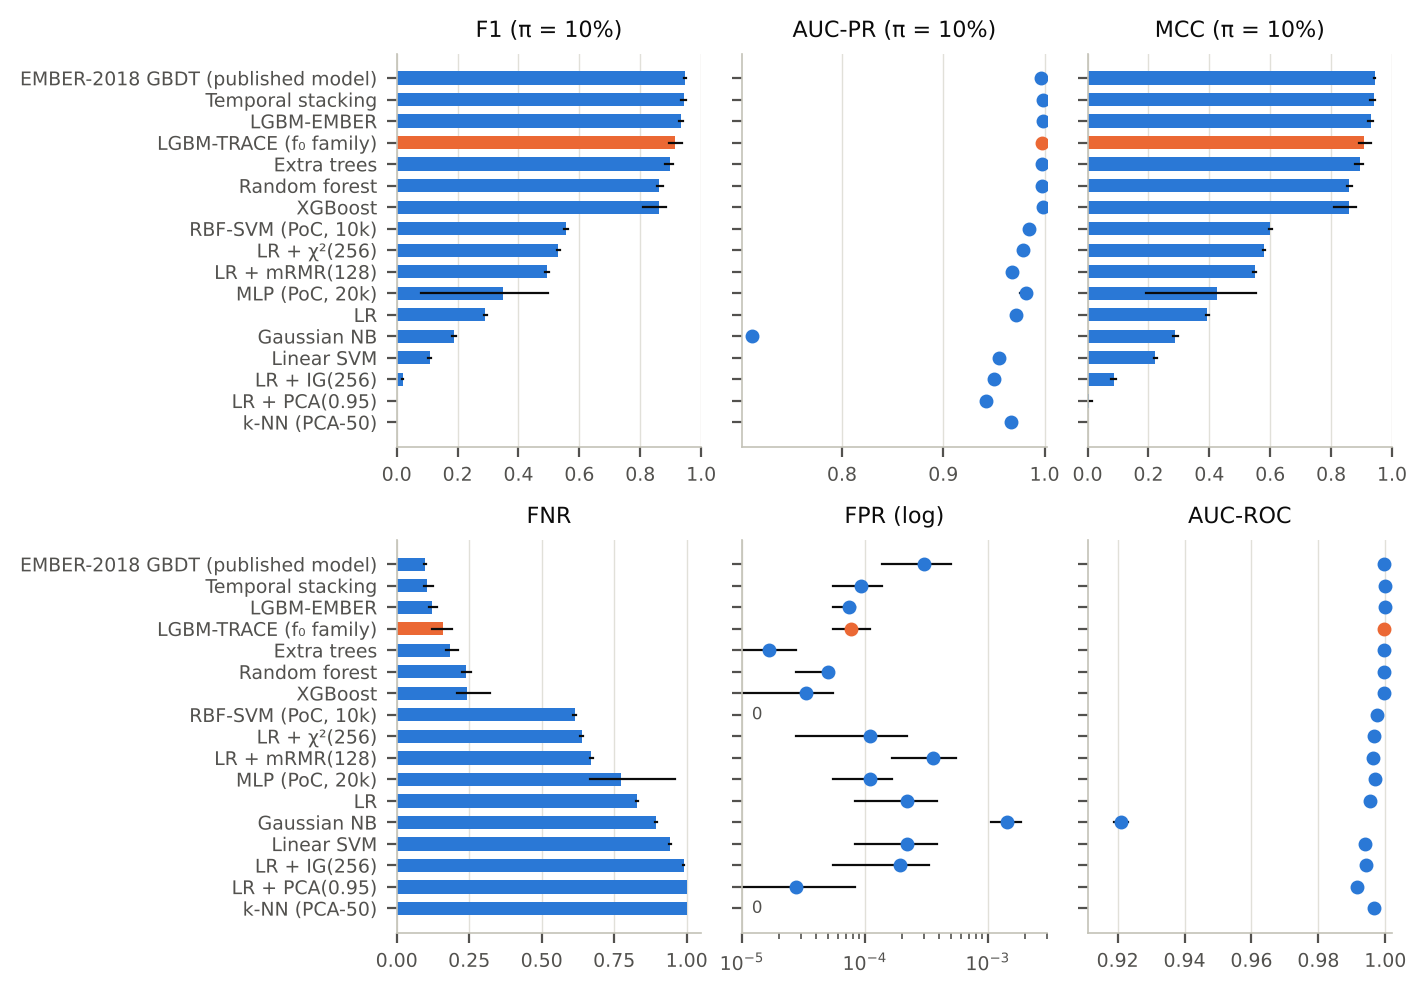 F1 (π = 10%)
AUC-PR (π = 10%)
MCC (π = 10%)
EMBER-2018 GBDT (published model)
Temporal stacking
LGBM-EMBER
LGBM-TRACE (f₀ family)
Extra trees
Random forest
XGBoost
RBF-SVM (PoC, 10k)
LR + χ²(256)
LR + mRMR(128)
MLP (PoC, 20k)
LR
Gaussian NB
Linear SVM
LR + IG(256)
LR + PCA(0.95)
k-NN (PCA-50)
0.0 0.2 0.4 0.6 0.8 1.0
0.8 0.9 1.0
0.0 0.2 0.4 0.6 0.8 1.0
FNR
FPR (log)
AUC-ROC
EMBER-2018 GBDT (published model)
Temporal stacking
LGBM-EMBER
LGBM-TRACE (f₀ family)
Extra trees
Random forest
XGBoost
RBF-SVM (PoC, 10k)
0
LR + χ²(256)
LR + mRMR(128)
MLP (PoC, 20k)
LR
Gaussian NB
Linear SVM
LR + IG(256)
LR + PCA(0.95)
k-NN (PCA-50)
0
0.00 0.25 0.50 0.75 1.00
10⁻⁵ 10⁻⁴ 10⁻³
0.92 0.94 0.96 0.98 1.00